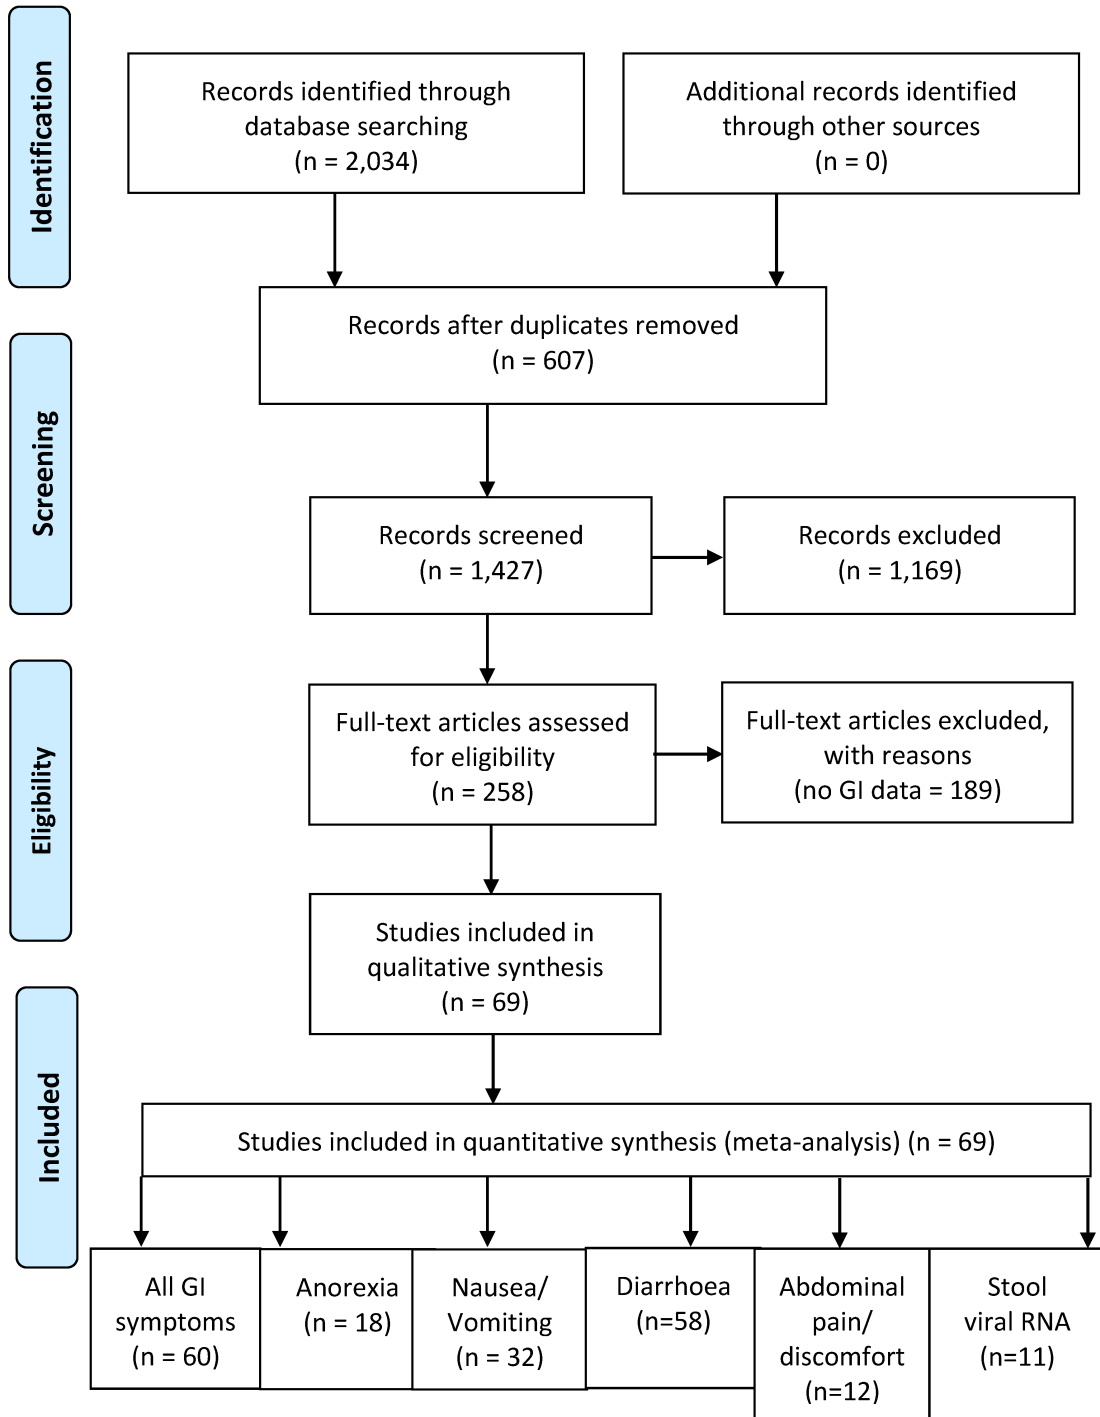 Identification
Records identified through
database searching
(n = 2,034)
Additional records identified
through other sources
(n = 0)
Records after duplicates removed
(n = 607)
Screening
Records screened
(n = 1,427)
Records excluded
(n = 1,169)
Eligibility
Full-text articles assessed
for eligibility
(n = 258)
Full-text articles excluded,
with reasons
(no GI data = 189)
Studies included in
qualitative synthesis
(n = 69)
Included
Studies included in quantitative synthesis (meta-analysis) (n = 69)
All GI
symptoms
(n = 60)
Anorexia
(n = 18)
Nausea/
Vomiting
(n = 32)
Diarrhoea
(n=58)
Abdominal
pain/
discomfort
(n=12)
Stool
viral RNA
(n=11)